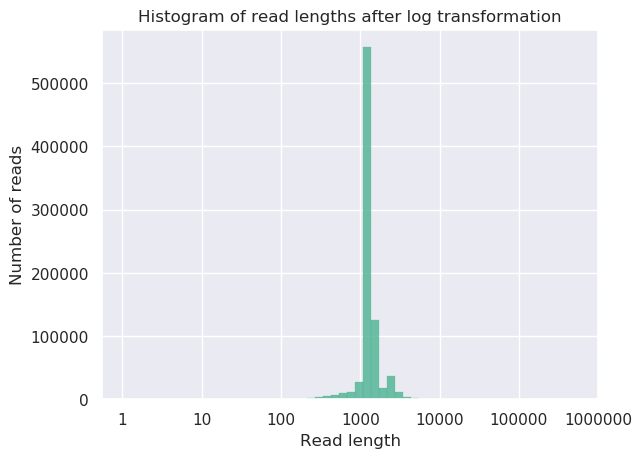 Histogram of read lengths after log transformation
Number of reads
500000
400000
300000
200000
100000
0
1 10 100 1000 10000 100000 1000000
Read length